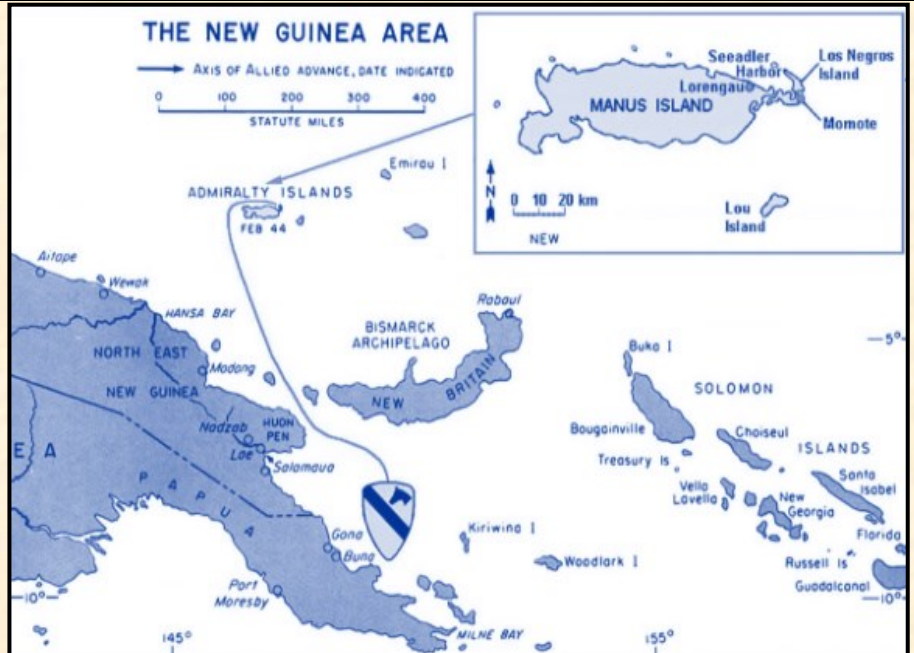 THE NEW GUINEA AREA
AXIS OF ALLIED ADVANCE, DATE INDICATED
0 100 200 300 400
STATUTE MILES
Seeadler
Harbor
Los Negros
Island
Lorengau
MANUS ISLAND
Momote
N
0 10 20 km
Lou
Island
NEW
Emirau I
ADMIRALTY ISLANDS
FEB 44
Aitape
Wewak
HANSA BAY
Rabaul
BISMARCK
ARCHIPELAGO
5°
NORTH EAST
NEW GUINEA
Madang
NEW BRITAIN
Buka I
SOLOMON
ISLANDS
Bougainville
Choiseul
Treasury Is
Nadzab
HUON
PEN
Lae
Salamaua
E A
PAPUA
Vella
Lavella
New
Georgia
Santa
Isabel
Florida
Gona
Buna
Kiriwina I
Woodlark I
Russell Is
Guadalcanal
Port
Moresby
10°
10°
MILNE BAY
145°
155°